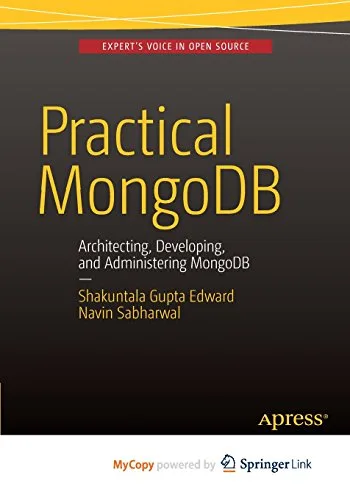 EXPERT'S VOICE IN OPEN SOURCE
Practical
MongoDB
Architecting, Developing,
and Administering MongoDB
—
Shakuntala Gupta Edward
Navin Sabharwal
Apress®
MyCopy powered by Springer Link